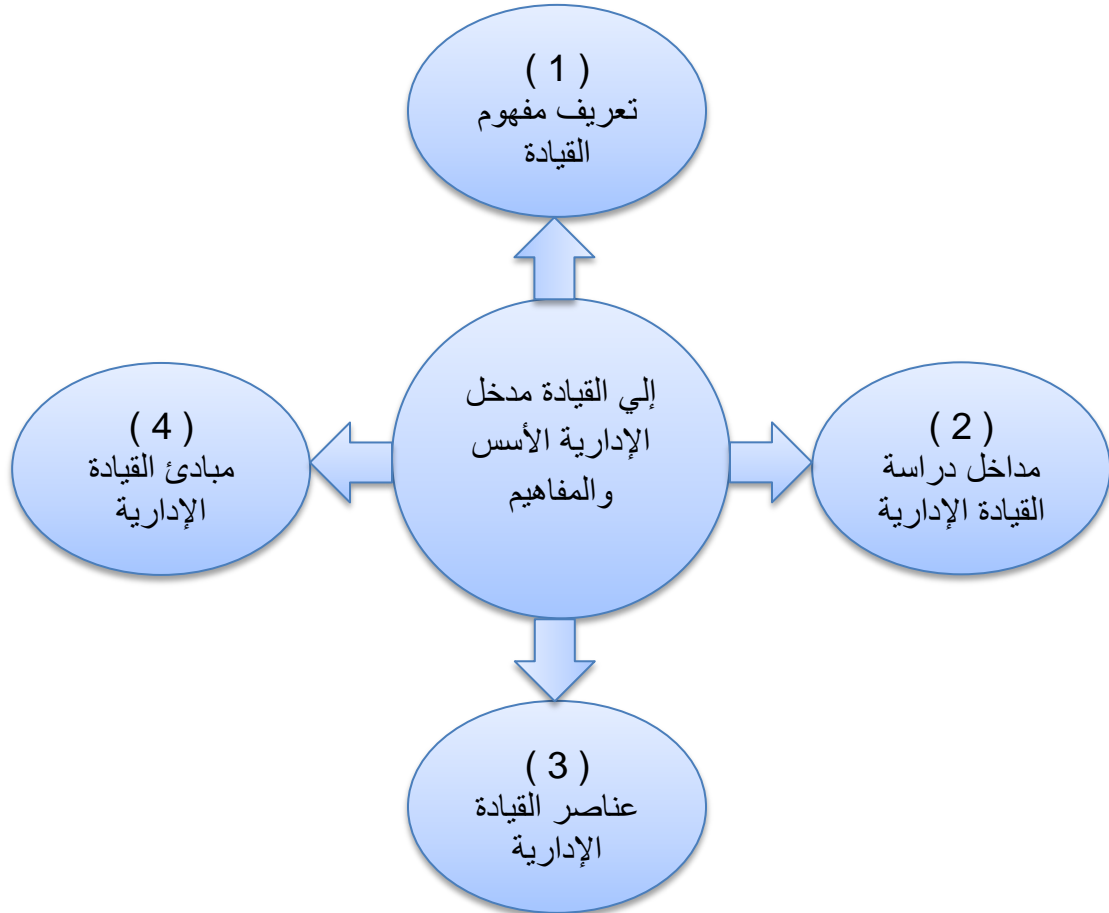 ( 1 )
تعريف مفهوم
القيادة
إلي القيادة مدخل
الإدارية الأسس
والمفاهيم
( 2 )
مداخل دراسة
القيادة الإدارية
( 3 )
عناصر القيادة
الإدارية
( 4 )
مبادئ القيادة
الإدارية